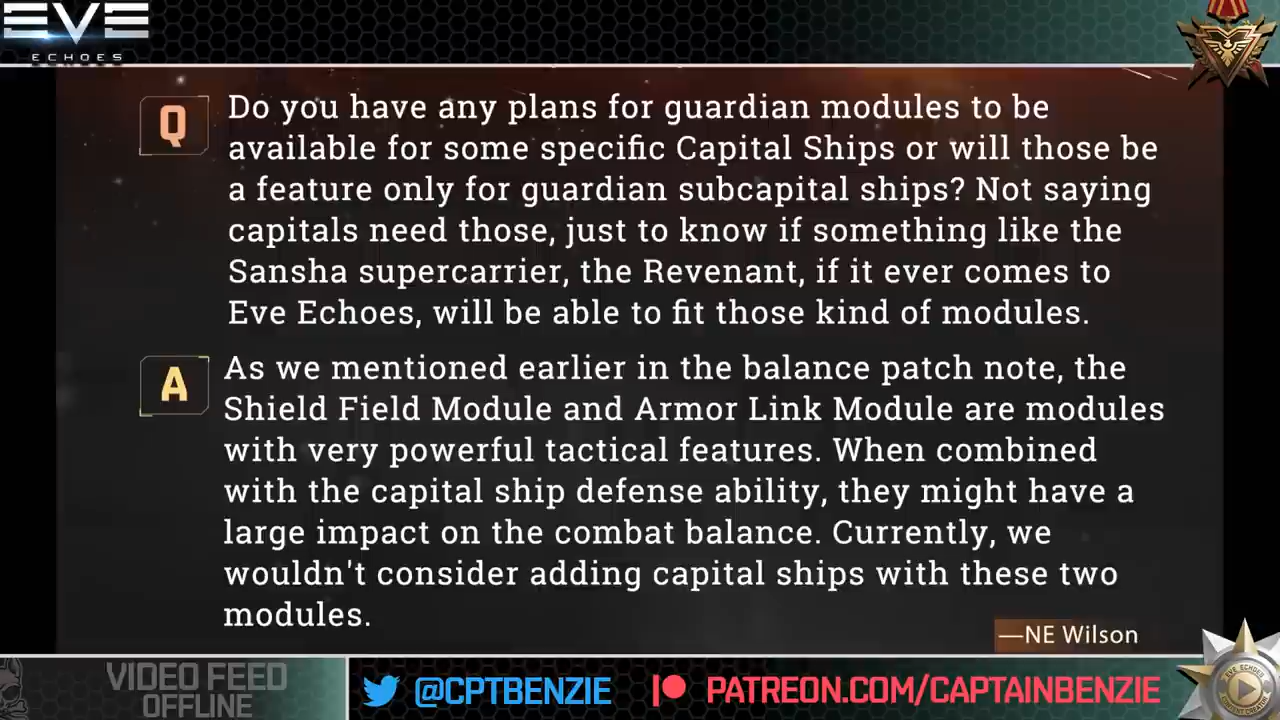 EVE
ECHOES
Q
Do you have any plans for guardian modules to be
available for some specific Capital Ships or will those be
a feature only for guardian subcapital ships? Not saying
capitals need those, just to know if something like the
Sansha supercarrier, the Revenant, if it ever comes to
Eve Echoes, will be able to fit those kind of modules.
A
As we mentioned earlier in the balance patch note, the
Shield Field Module and Armor Link Module are modules
with very powerful tactical features. When combined
with the capital ship defense ability, they might have a
large impact on the combat balance. Currently, we
wouldn't consider adding capital ships with these two
modules.
—NE Wilson
VIDEO FEED
OFFLINE
@CPTBENZIE
PATREON.COM/CAPTAINBENZIE
EVE ECHOES